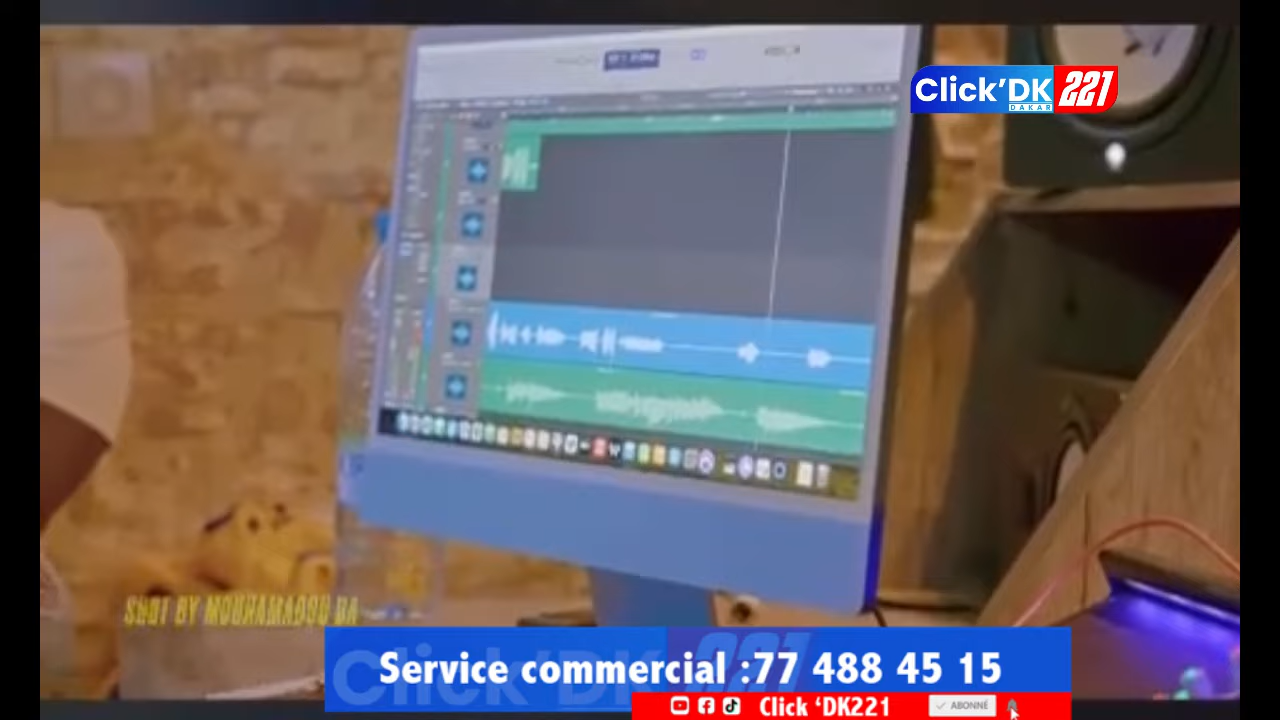 Click'DK 221
DAKAR
SHOT BY MOUHAMADOU BA
Service commercial :77 488 45 15
Click ‘DK221
ABONNÉ